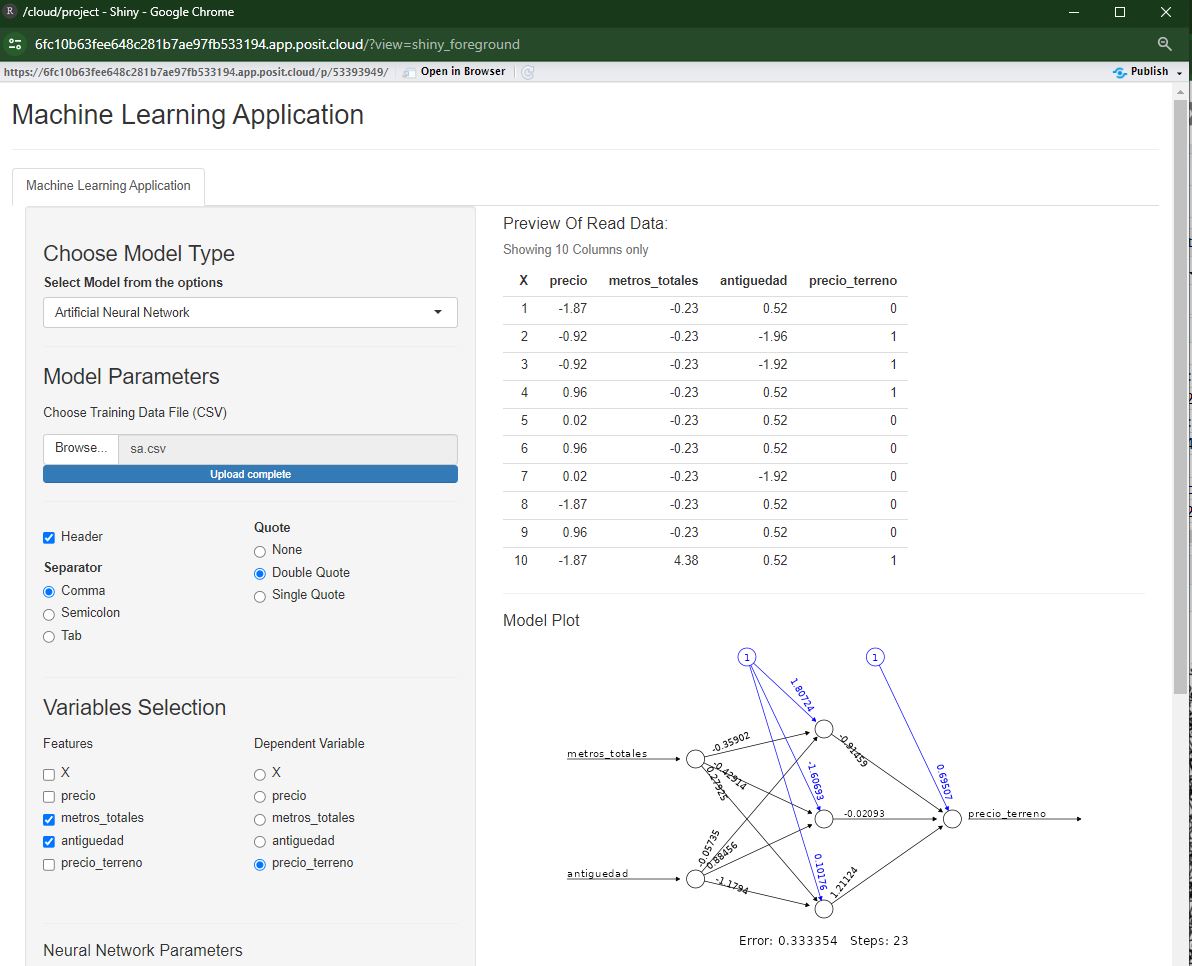 R /cloud/project - Shiny - Google Chrome
6fc10b63fee648c281b7ae97fb533194.app.posit.cloud/?view=shiny_foreground
https://6fc10b63fee648c281b7ae97fb533194.app.posit.cloud/p/53393949/ Open in Browser Publish
Machine Learning Application
Machine Learning Application
Choose Model Type
Select Model from the options
Artificial Neural Network
Model Parameters
Choose Training Data File (CSV)
Browse... sa.csv
Upload complete
Header
Separator
Comma
Semicolon
Tab
Quote
None
Double Quote
Single Quote
Variables Selection
Features
X
precio
metros_totales
antiguedad
precio_terreno
Dependent Variable
X
precio
metros_totales
antiguedad
precio_terreno
Neural Network Parameters
Preview Of Read Data:
Showing 10 Columns only
X precio metros_totales antiguedad precio_terreno
1 -1.87 -0.23 0.52 0
2 -0.92 -0.23 -1.96 1
3 -0.92 -0.23 -1.92 1
4 0.96 -0.23 0.52 1
5 0.02 -0.23 0.52 0
6 0.96 -0.23 0.52 0
7 0.02 -0.23 -1.92 0
8 -1.87 -0.23 0.52 0
9 0.96 -0.23 0.52 0
10 -1.87 4.38 0.52 1
Model Plot
1
1
1.80724
-1.60693
0.10176
0.69507
metros_totales
-0.35902
-0.42914
0.27925
antiguedad
-0.05735
0.88456
-1.1794
-0.91459
-0.02093
1.21124
precio_terreno
Error: 0.333354 Steps: 23